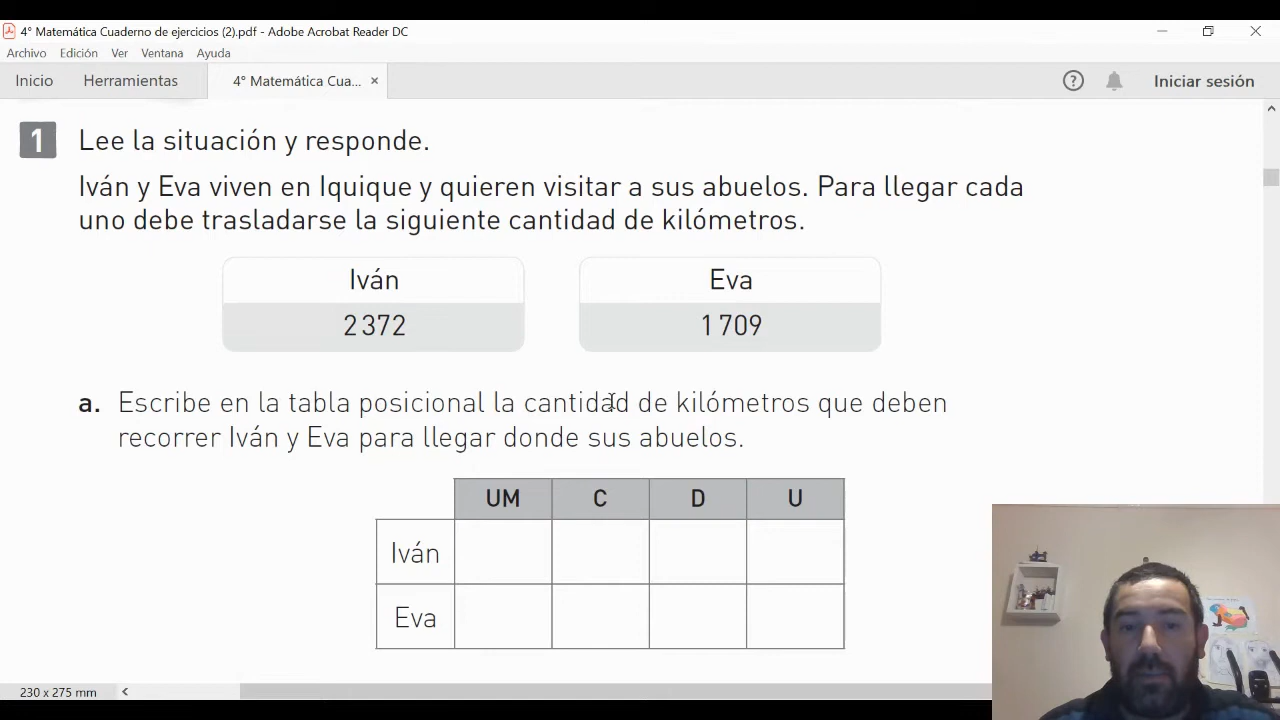 4° Matemática Cuaderno de ejercicios (2).pdf - Adobe Acrobat Reader DC
Archivo Edición Ver Ventana Ayuda
Inicio Herramientas 4° Matemática Cua... × ? Iniciar sesión
1 Lee la situación y responde.
Iván y Eva viven en Iquique y quieren visitar a sus abuelos. Para llegar cada
uno debe trasladarse la siguiente cantidad de kilómetros.
Iván Eva
2 372 1 709
a. Escribe en la tabla posicional la cantidad de kilómetros que deben
recorrer Iván y Eva para llegar donde sus abuelos.
UM C D U
Iván
Eva
230 x 275 mm